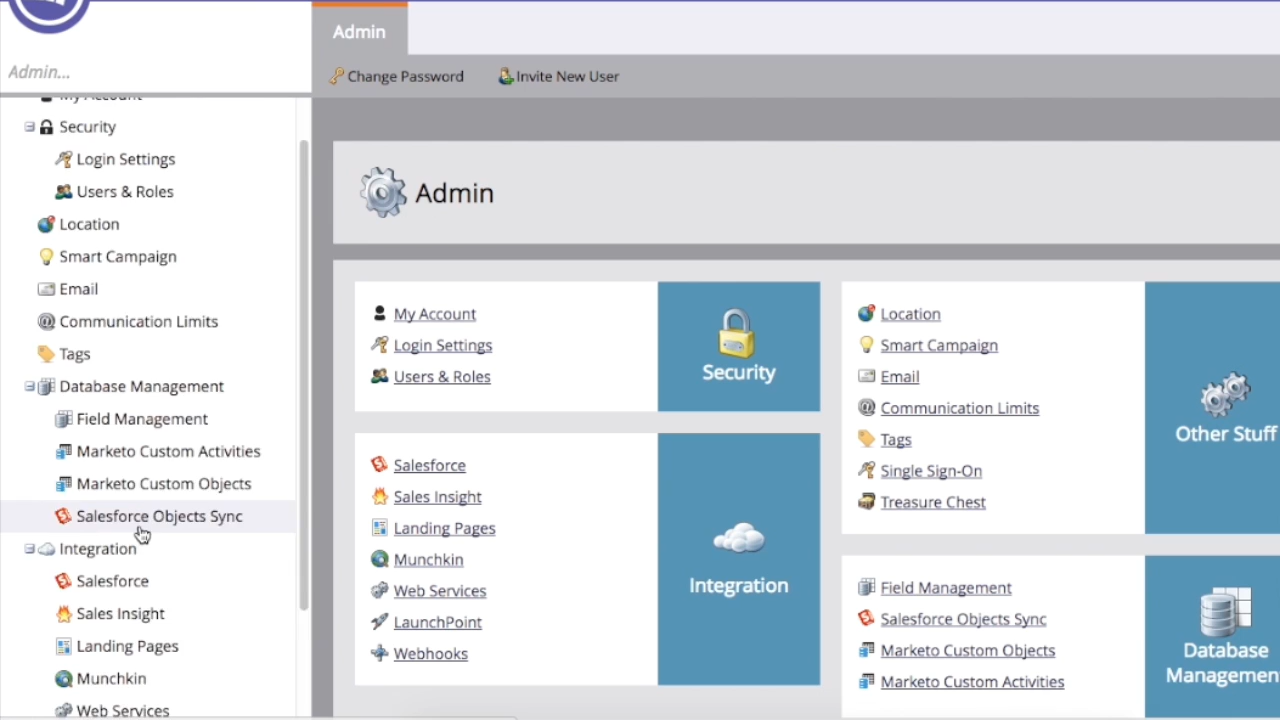 Admin...
My Account
Security
Login Settings
Users & Roles
Location
Smart Campaign
Email
Communication Limits
Tags
Database Management
Field Management
Marketo Custom Activities
Marketo Custom Objects
Salesforce Objects Sync
Integration
Salesforce
Sales Insight
Landing Pages
Munchkin
Web Services
Admin
Change Password
Invite New User
Admin
My Account
Login Settings
Users & Roles
Security
Salesforce
Sales Insight
Landing Pages
Munchkin
Web Services
LaunchPoint
Webhooks
Integration
Location
Smart Campaign
Email
Communication Limits
Tags
Single Sign-On
Treasure Chest
Other Stuff
Field Management
Salesforce Objects Sync
Marketo Custom Objects
Marketo Custom Activities
Database
Managemen